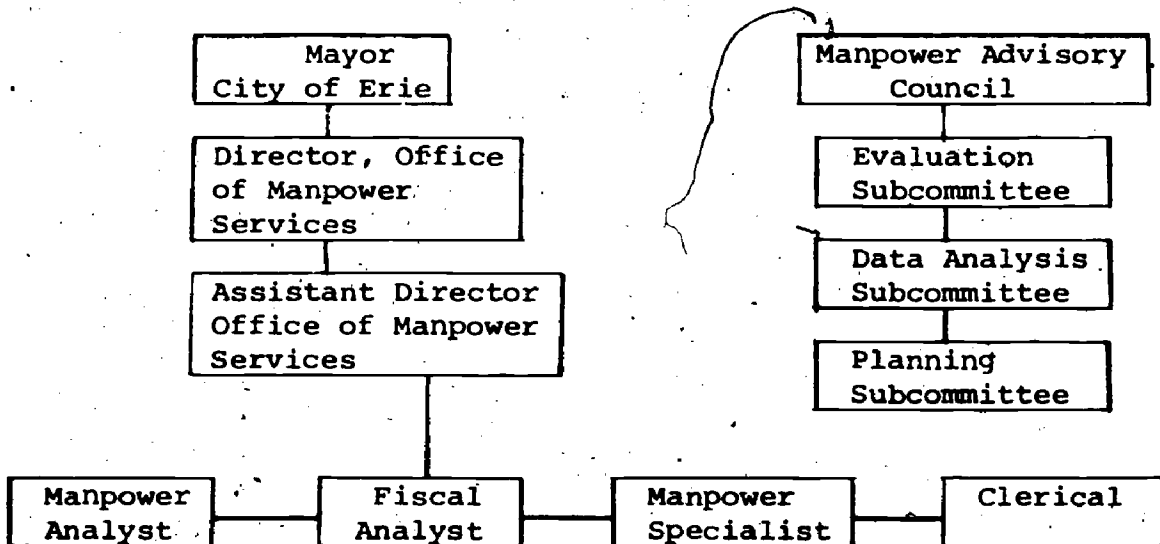 Mayor
City of Erie
Director, Office
of Manpower
Services
Assistant Director
Office of Manpower
Services
Manpower Advisory
Council
Evaluation
Subcommittee
Data Analysis
Subcommittee
Planning
Subcommittee
Manpower
Analyst
Fiscal
Analyst
Manpower
Specialist
Clerical